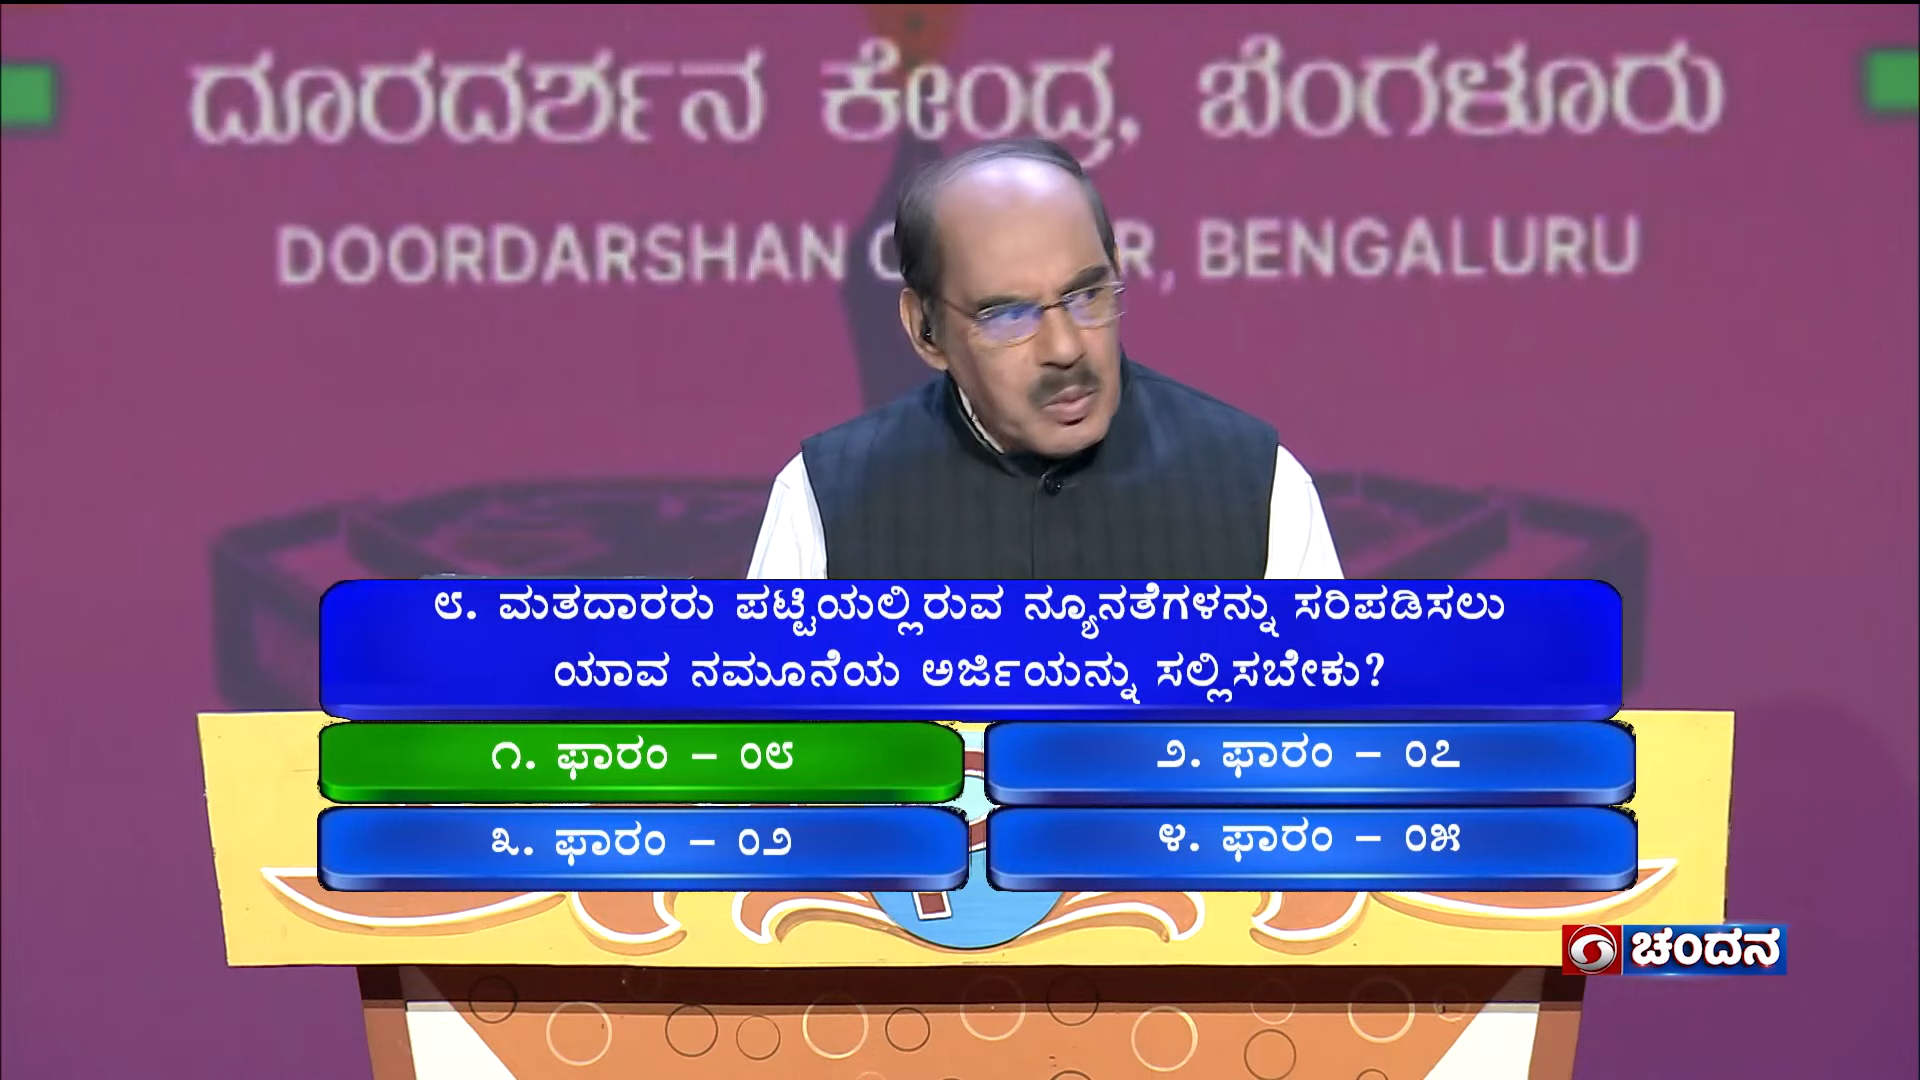 ದೂರದರ್ಶನ ಕೇಂದ್ರ, ಬೆಂಗಳೂರು
DOORDARSHAN BENGALURU
೮. ಮತದಾರರು ಪಟ್ಟಿಯಲ್ಲಿರುವ ನ್ಯೂನತೆಗಳನ್ನು ಸರಿಪಡಿಸಲು
ಯಾವ ನಮೂನೆಯ ಅರ್ಜಿಯನ್ನು ಸಲ್ಲಿಸಬೇಕು?
೧. ಫಾರಂ – ೦೮
೨. ಫಾರಂ – ೦೭
೩. ಫಾರಂ – ೦೨
೪. ಫಾರಂ – ೦೫
ಚಂದನ